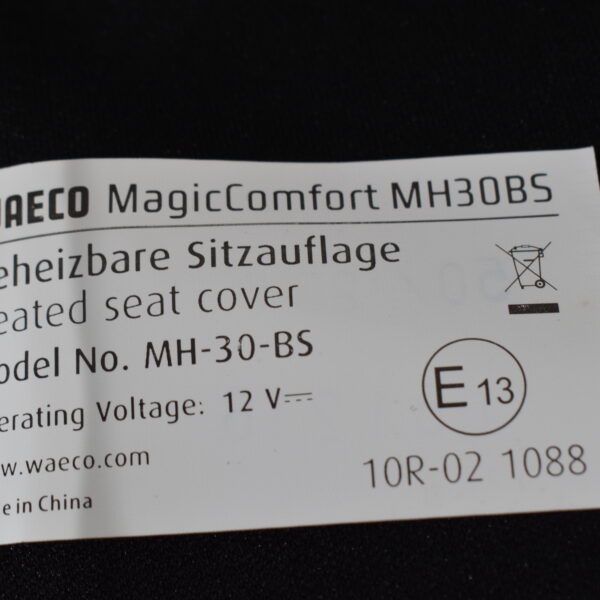 WAECO MagicComfort MH30BS
eheizbare Sitzauflage
eated seat cover
odel No. MH-30-BS
erating Voltage: 12 V
w.waeco.com
e in China
E 13
10R-02 1088